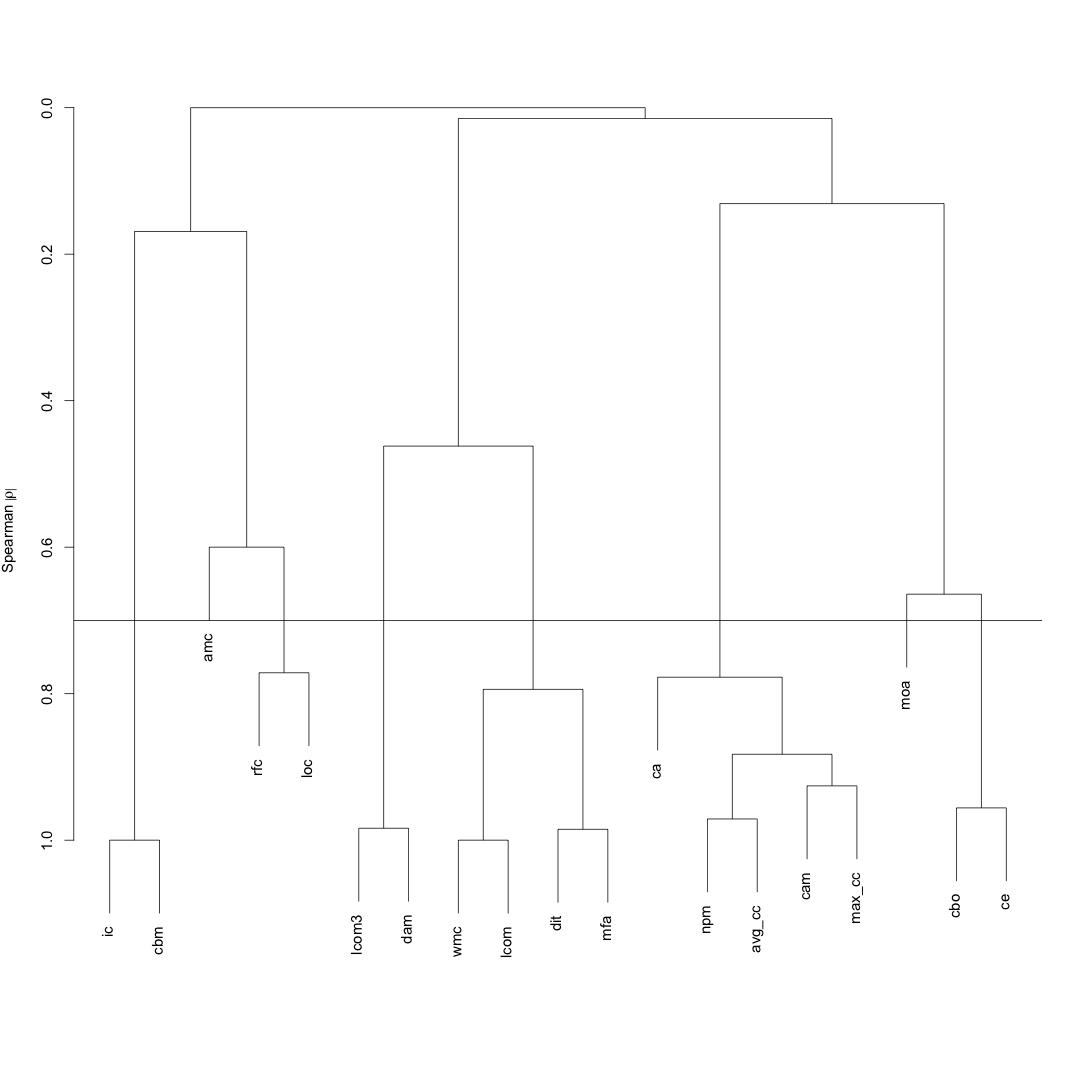 Spearman |ρ|
0.0
0.2
0.4
0.6
0.8
1.0
ic
cbm
amc
rfc
loc
lcom3
dam
wmc
lcom
dit
mfa
ca
npm
avg_cc
cam
max_cc
moa
cbo
ce